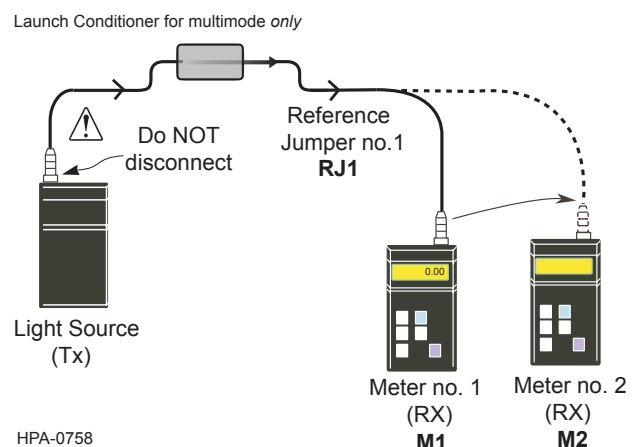 Launch Conditioner for multimode only
Do NOT
disconnect
Reference
Jumper no.1
RJ1
0.00
Light Source
(Tx)
Meter no. 1
(RX)
M1
Meter no. 2
(RX)
M2
HPA-0758